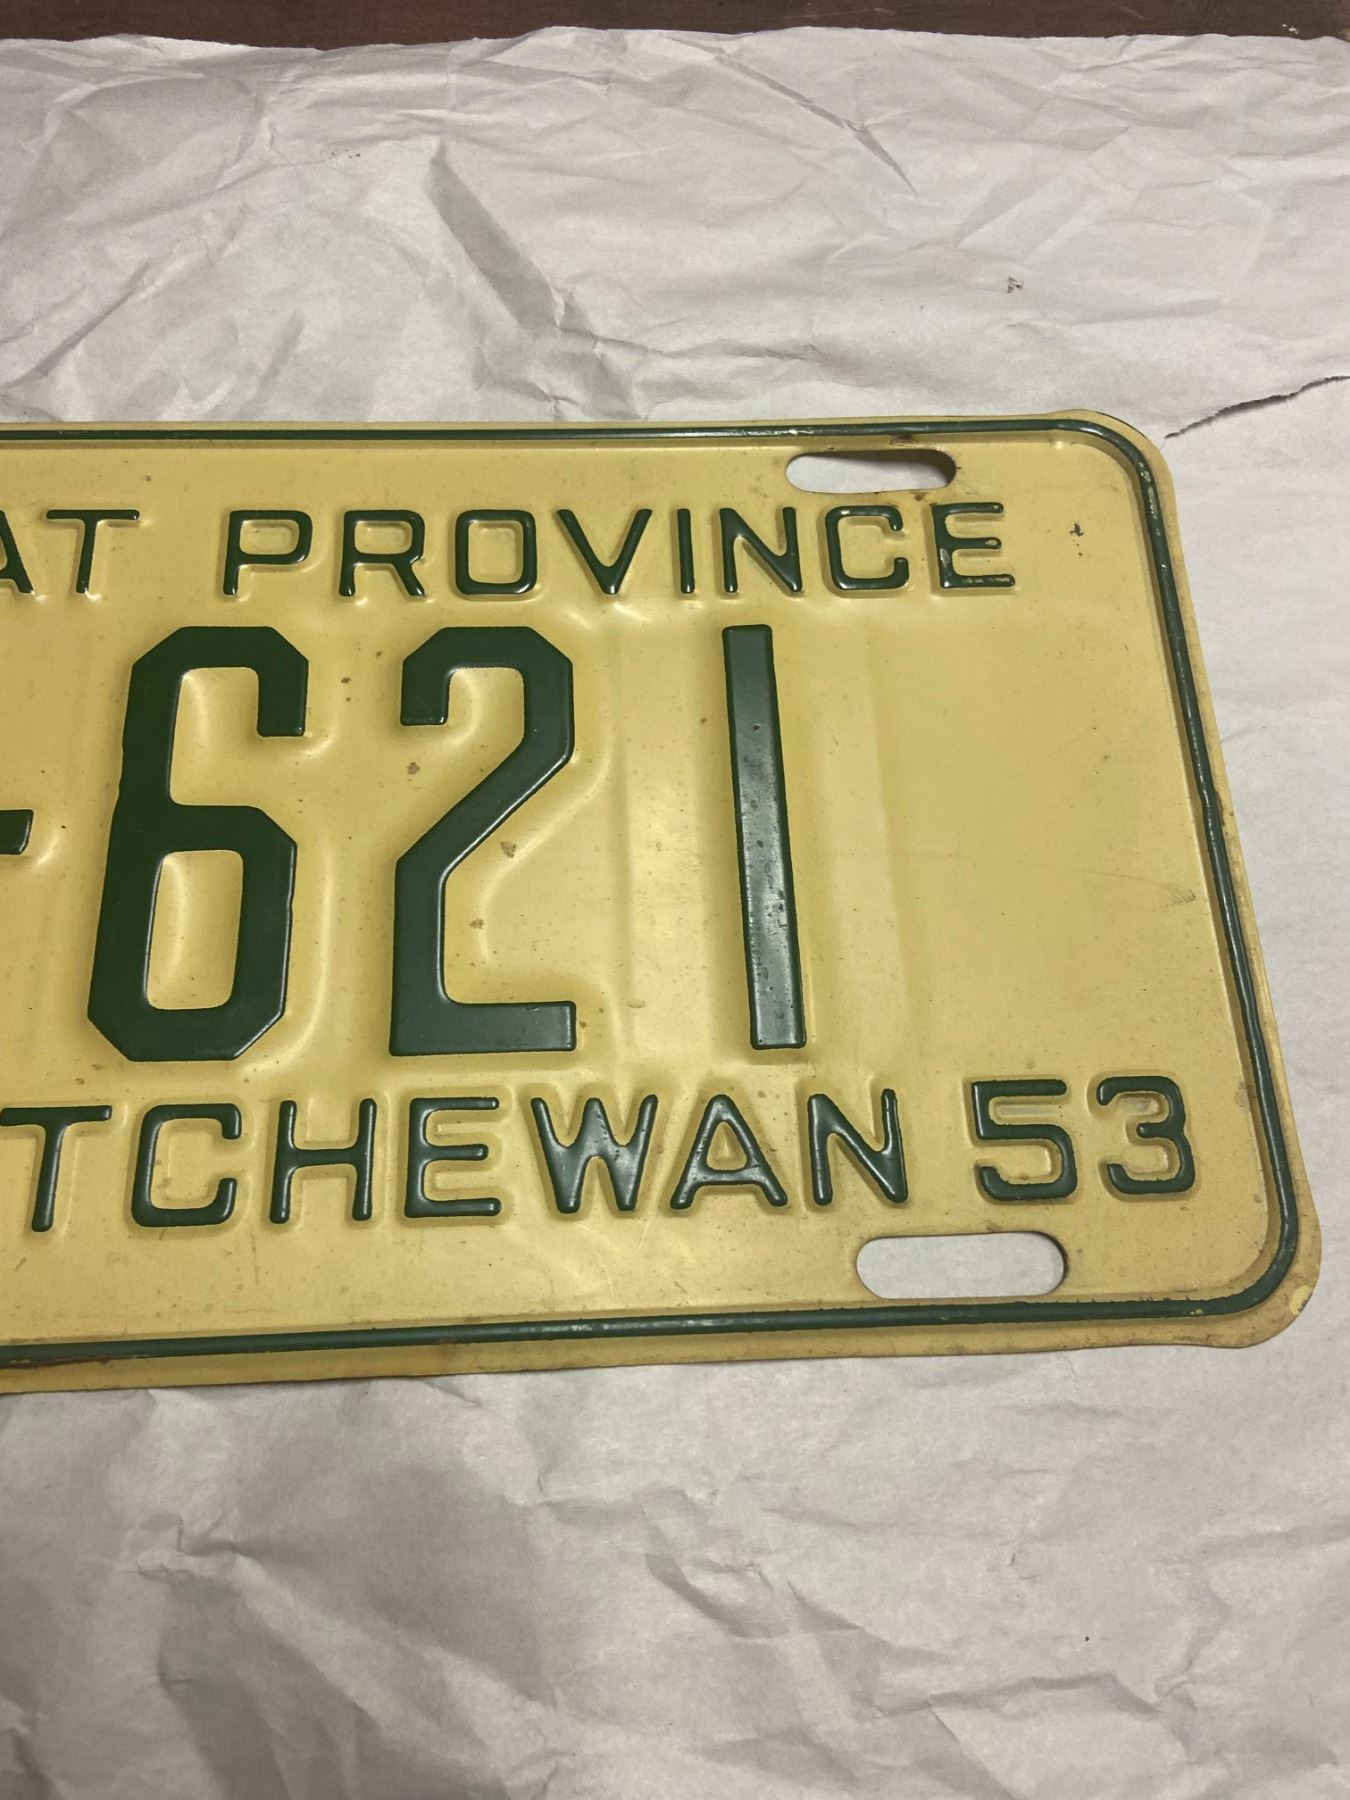 AT PROVINCE
-621
TCHEWAN 53